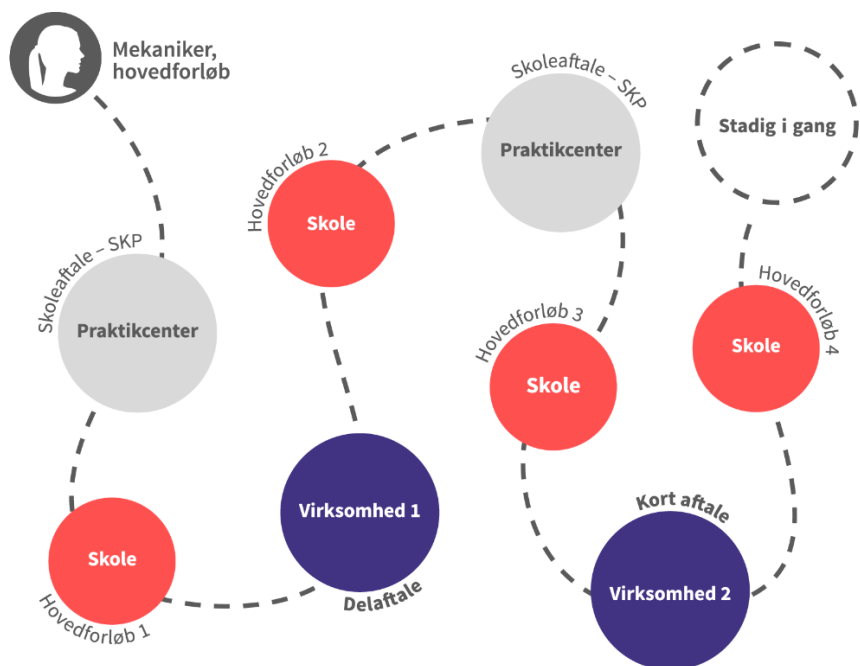 Mekaniker,
hovedforløb
Skoleaftale – SKP
Praktikcenter
Skole
Hovedforløb 1
Virksomhed 1
Delaftale
Hovedforløb 2
Skole
Skoleaftale – SKP
Praktikcenter
Hovedforløb 3
Skole
Kort aftale
Virksomhed 2
Hovedforløb 4
Skole
Stadig i gang